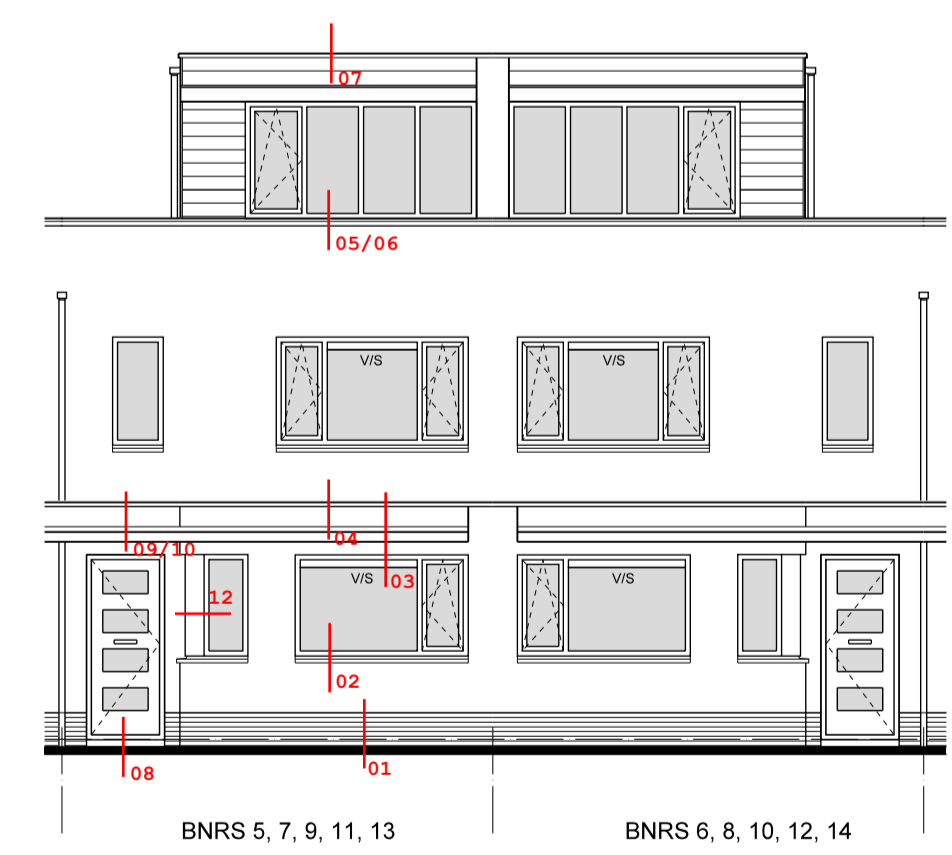 07
05/06
V/S
V/S
04
09/10
03
V/S
V/S
12
02
01
08
BNRS 5, 7, 9, 11, 13
BNRS 6, 8, 10, 12, 14